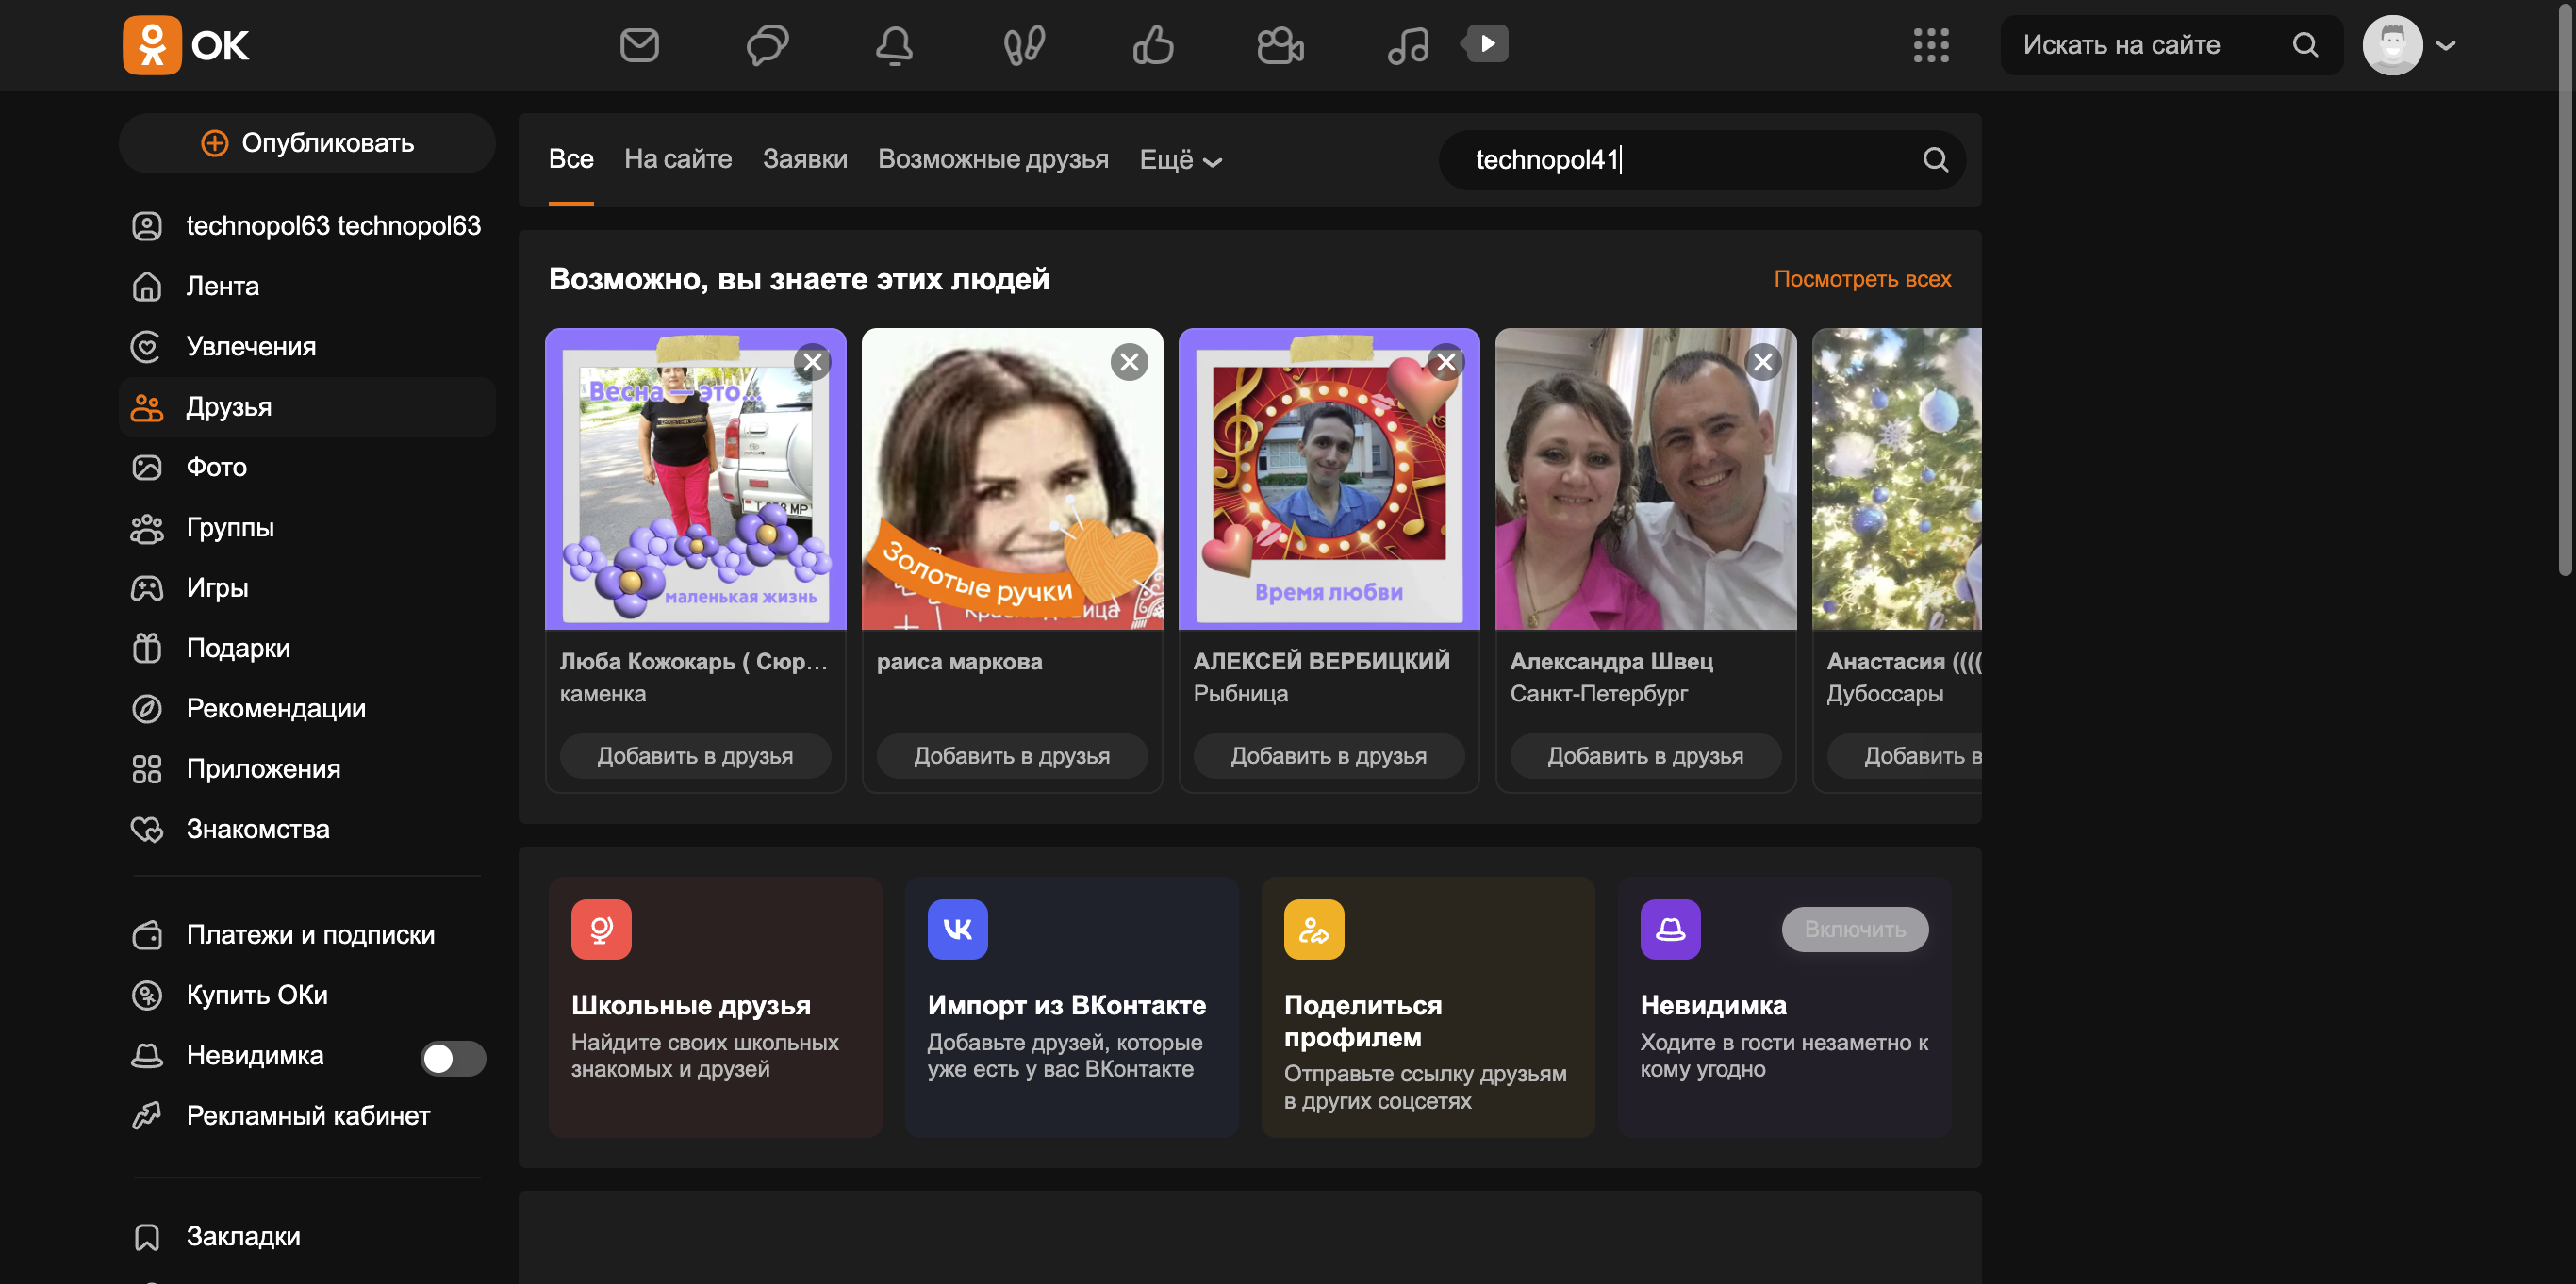 OK
Искать на сайте
Опубликовать
technopol63 technopol63
Лента
Увлечения
Друзья
Фото
Группы
Игры
Подарки
Рекомендации
Приложения
Знакомства
Платежи и подписки
Купить ОКи
Невидимка
Рекламный кабинет
Закладки
Все На сайте Заявки Возможные друзья Ещё
technopol41
Возможно, вы знаете этих людей
Посмотреть всех
Весна — это...
маленькая жизнь
Люба Кожокарь ( Сюр...
каменка
Добавить в друзья
Золотые ручки
раиса маркова
Добавить в друзья
Время любви
АЛЕКСЕЙ ВЕРБИЦКИЙ
Рыбница
Добавить в друзья
Александра Швец
Санкт-Петербург
Добавить в друзья
Анастасия ((((
Дубоссары
Добавить в
Школьные друзья
Найдите своих школьных
знакомых и друзей
Импорт из ВКонтакте
Добавьте друзей, которые
уже есть у вас ВКонтакте
Поделиться
профилем
Отправьте ссылку друзьям
в других соцсетях
Включить
Невидимка
Ходите в гости незаметно к
кому угодно